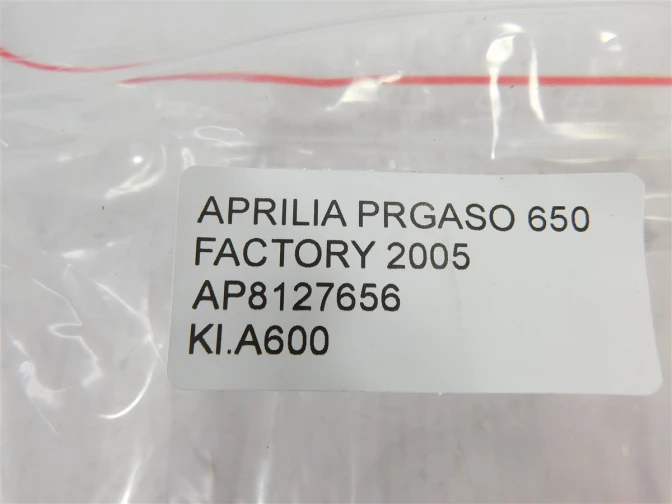 APRILIA PRGASO 650
FACTORY 2005
AP8127656
KI.A600